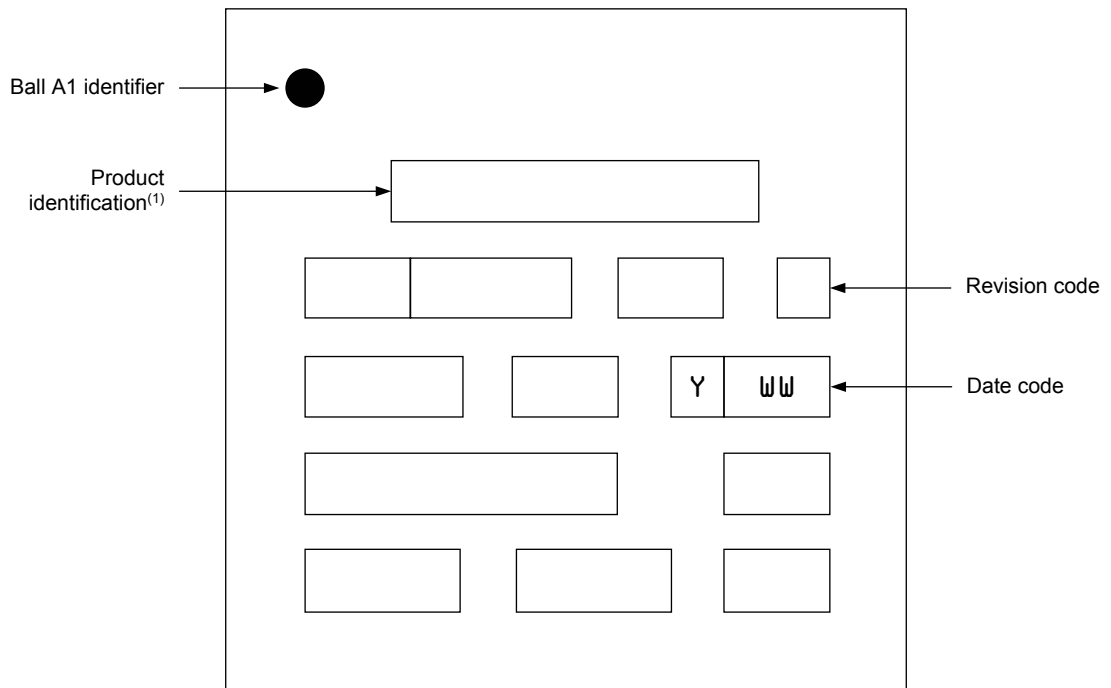 Ball A1 identifier
Product
identification(1)
Revision code
Y WW
Date code